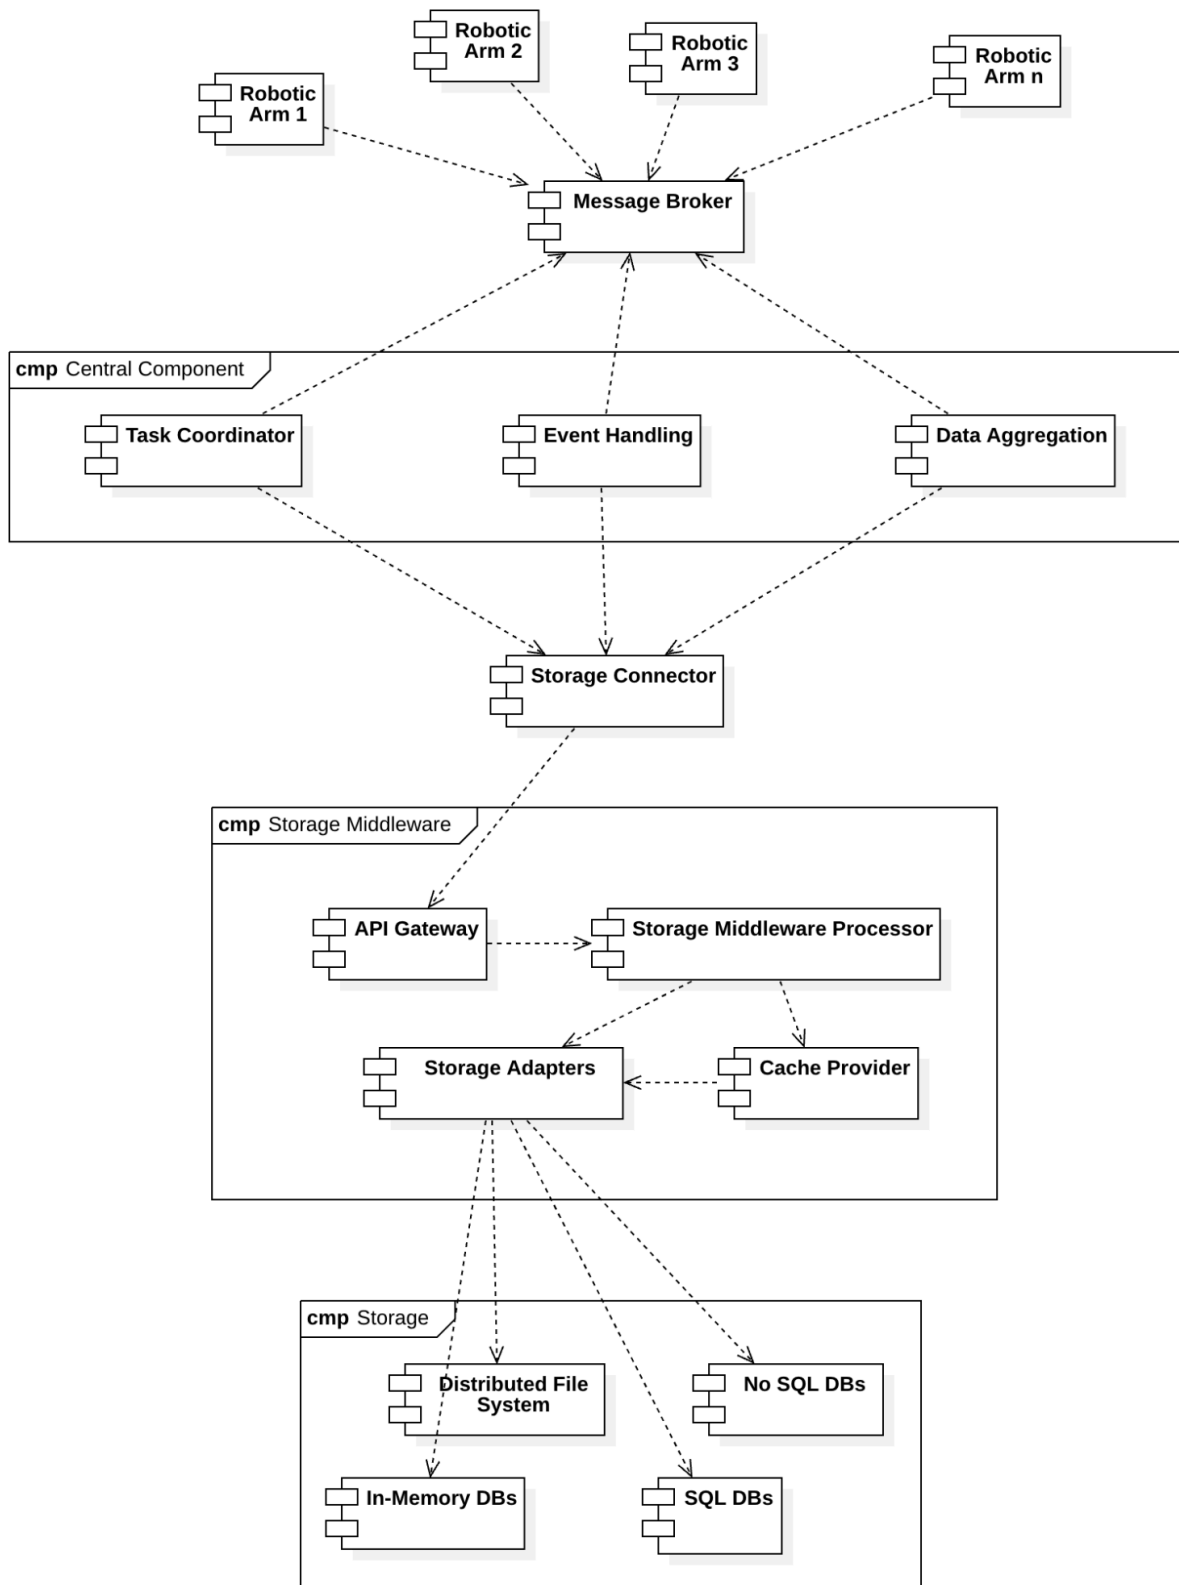 Robotic
Arm 2
Robotic
Arm 3
Robotic
Arm n
Robotic
Arm 1
Message Broker
cmp Central Component
Task Coordinator
Event Handling
Data Aggregation
Storage Connector
cmp Storage Middleware
API Gateway
Storage Middleware Processor
Storage Adapters
Cache Provider
cmp Storage
Distributed File
System
No SQL DBs
In-Memory DBs
SQL DBs